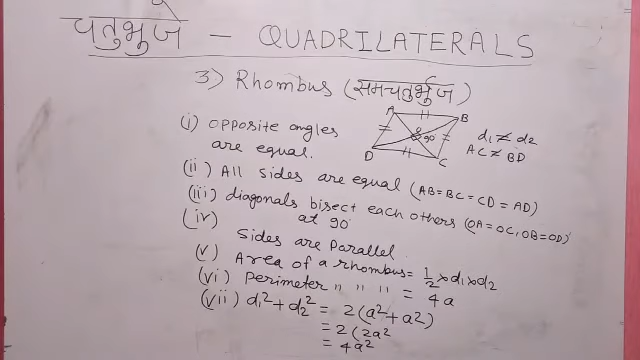 चतुर्भुज - QUADRILATERALS
3) Rhombus (समचतुर्भुज)
A
B
O
90°
D
C
d₁ ≠ d₂
AC ≠ BD
(i) Opposite angles
are equal.
(ii) All sides are equal (AB=BC=CD=AD)
(iii) diagonals bisect each others (OA=OC, OB=OD)
at 90°
(iv) Sides are Parallel.
(v) Area of a rhombus = 1/2 × d₁ × d₂
(vi) Perimeter " " " = 4a
(vii) d₁² + d₂² = 2(a² + a²)
= 2(2a²
= 4a²